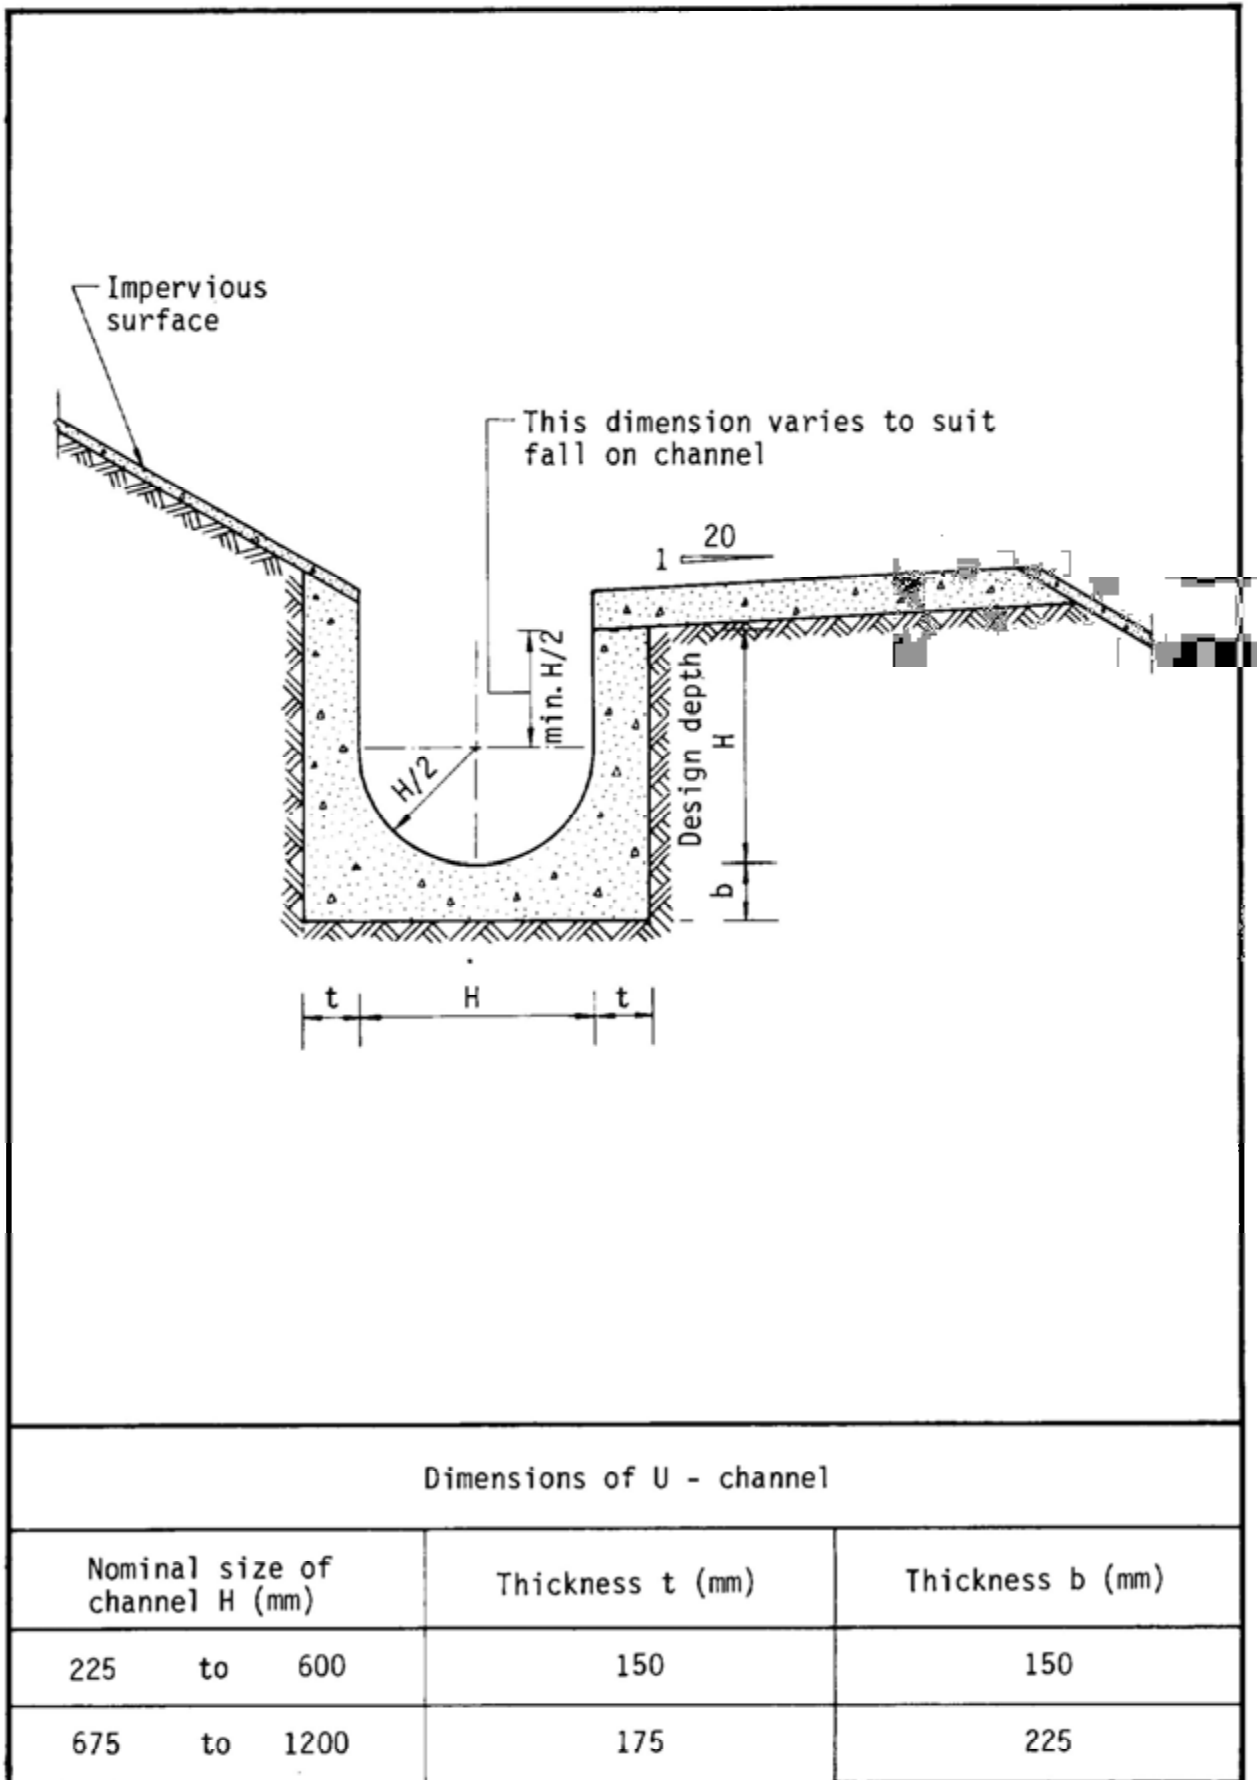 Impervious
surface
This dimension varies to suit
fall on channel
1 20
min. H/2
H/2
Design depth
H
b
t H t
Dimensions of U - channel
Nominal size of
channel H (mm)
Thickness t (mm)
Thickness b (mm)
225 to 600 150 150
675 to 1200 175 225